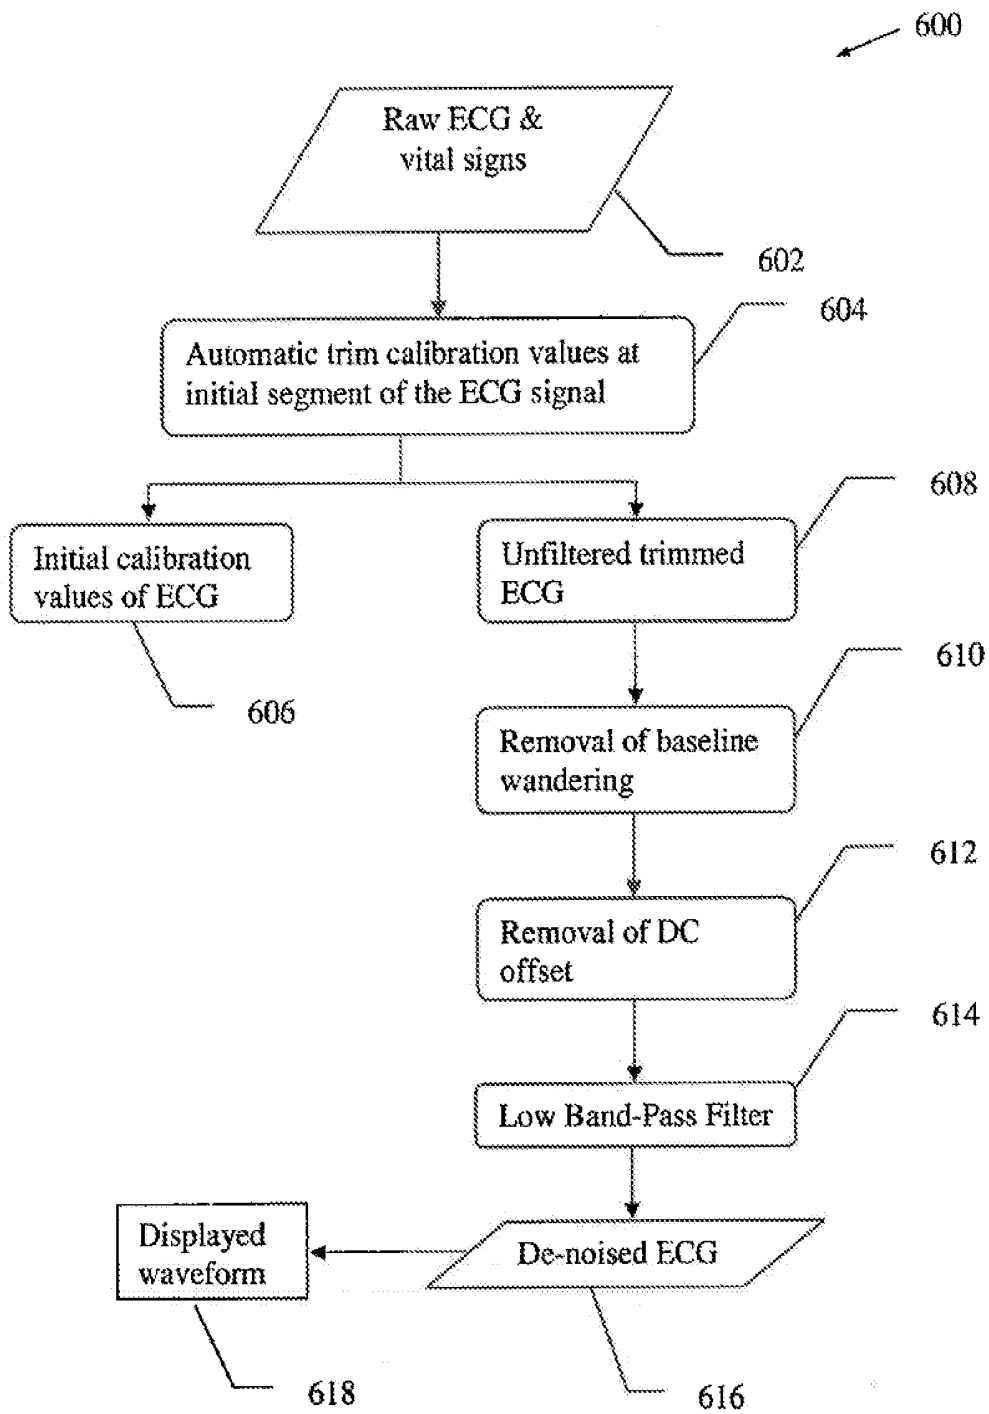 600
Raw ECG &
vital signs
602
604
Automatic trim calibration values at
initial segment of the ECG signal
608
Initial calibration
values of ECG
Unfiltered trimmed
ECG
606
610
Removal of baseline
wandering
612
Removal of DC
offset
614
Low Band-Pass Filter
Displayed
waveform
De-noised ECG
618
616